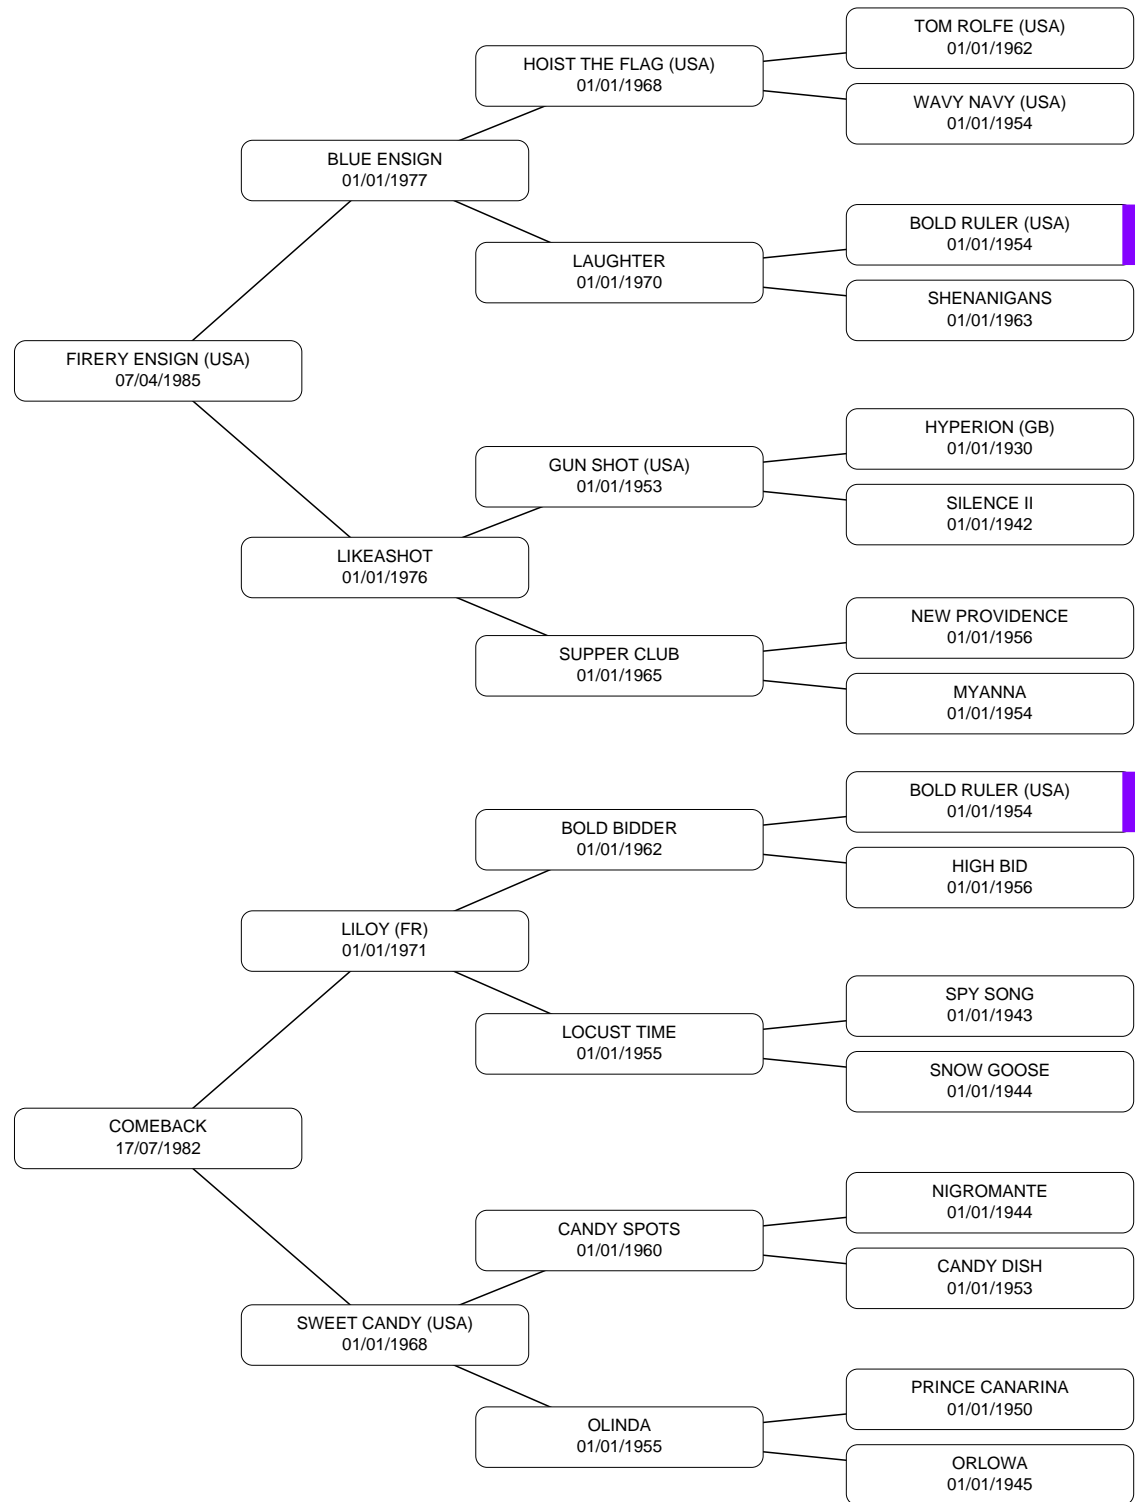 TOM ROLFE (USA)
01/01/1962
HOIST THE FLAG (USA)
01/01/1968
WAVY NAVY (USA)
01/01/1954
BLUE ENSIGN
01/01/1977
BOLD RULER (USA)
01/01/1954
LAUGHTER
01/01/1970
SHENANIGANS
01/01/1963
FIRERY ENSIGN (USA)
07/04/1985
HYPERION (GB)
01/01/1930
GUN SHOT (USA)
01/01/1953
SILENCE II
01/01/1942
LIKEASHOT
01/01/1976
NEW PROVIDENCE
01/01/1956
SUPPER CLUB
01/01/1965
MYANNA
01/01/1954
BOLD RULER (USA)
01/01/1954
BOLD BIDDER
01/01/1962
HIGH BID
01/01/1956
LILOY (FR)
01/01/1971
SPY SONG
01/01/1943
LOCUST TIME
01/01/1955
SNOW GOOSE
01/01/1944
COMEBACK
17/07/1982
NIGROMANTE
01/01/1944
CANDY SPOTS
01/01/1960
CANDY DISH
01/01/1953
SWEET CANDY (USA)
01/01/1968
PRINCE CANARINA
01/01/1950
OLINDA
01/01/1955
ORLOWA
01/01/1945